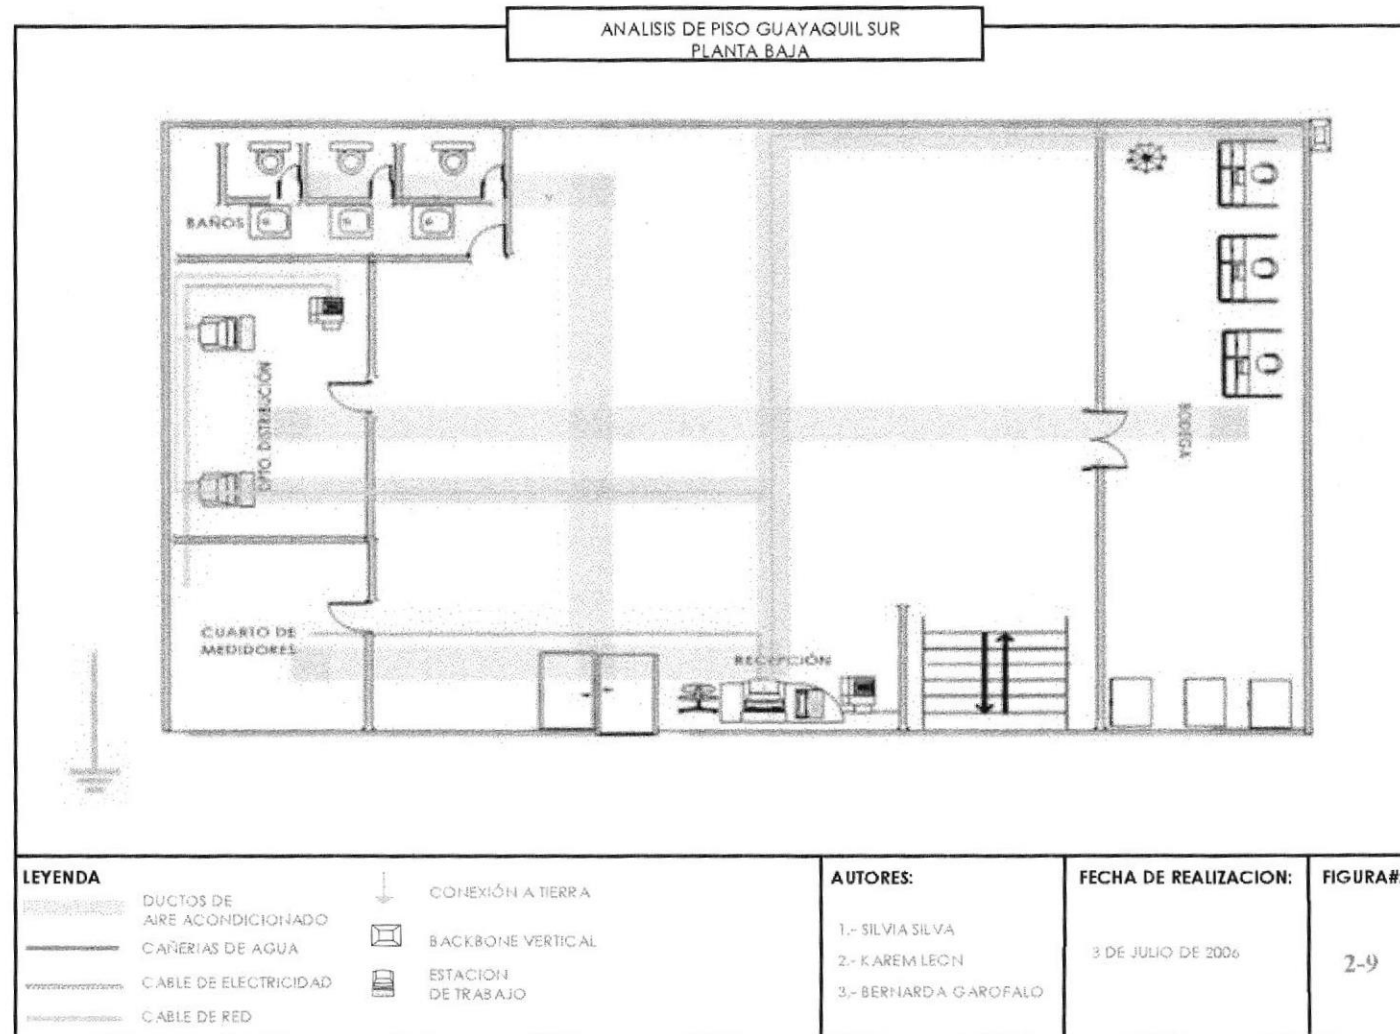 ANALISIS DE PISO GUAYAQUIL SUR
PLANTA BAJA
BAÑOS
DPTO. DISTRIBUCIÓN
BODEGA
CUARTO DE
MEDIDORES
RECEPCIÓN
LEYENDA
DUCTOS DE
AIRE ACONDICIONADO
CAÑERIAS DE AGUA
CABLE DE ELECTRICIDAD
CABLE DE RED
CONEXIÓN A TIERRA
BACKBONE VERTICAL
ESTACION
DE TRABAJO
AUTORES:
1.- SILVIA SILVA
2.- KAREM LEON
3.- BERNARDA GAROFALO
FECHA DE REALIZACION:
3 DE JULIO DE 2006
FIGURA#
2-9